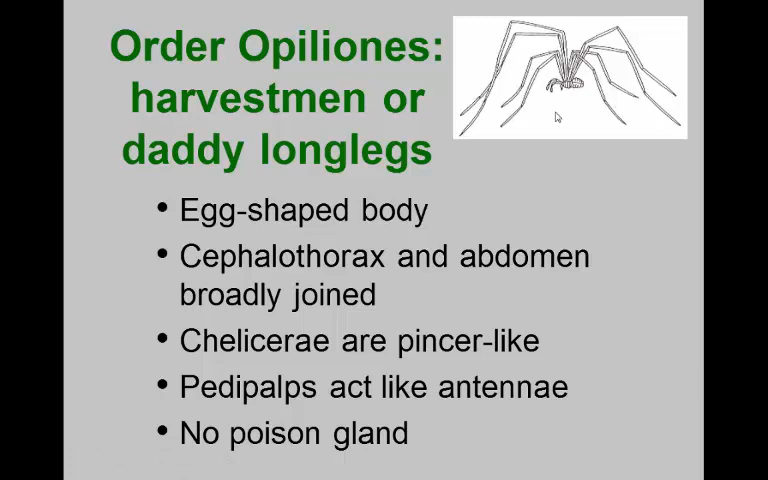 Order Opiliones:
harvestmen or
daddy longlegs
• Egg-shaped body
• Cephalothorax and abdomen
broadly joined
• Chelicerae are pincer-like
• Pedipalps act like antennae
• No poison gland